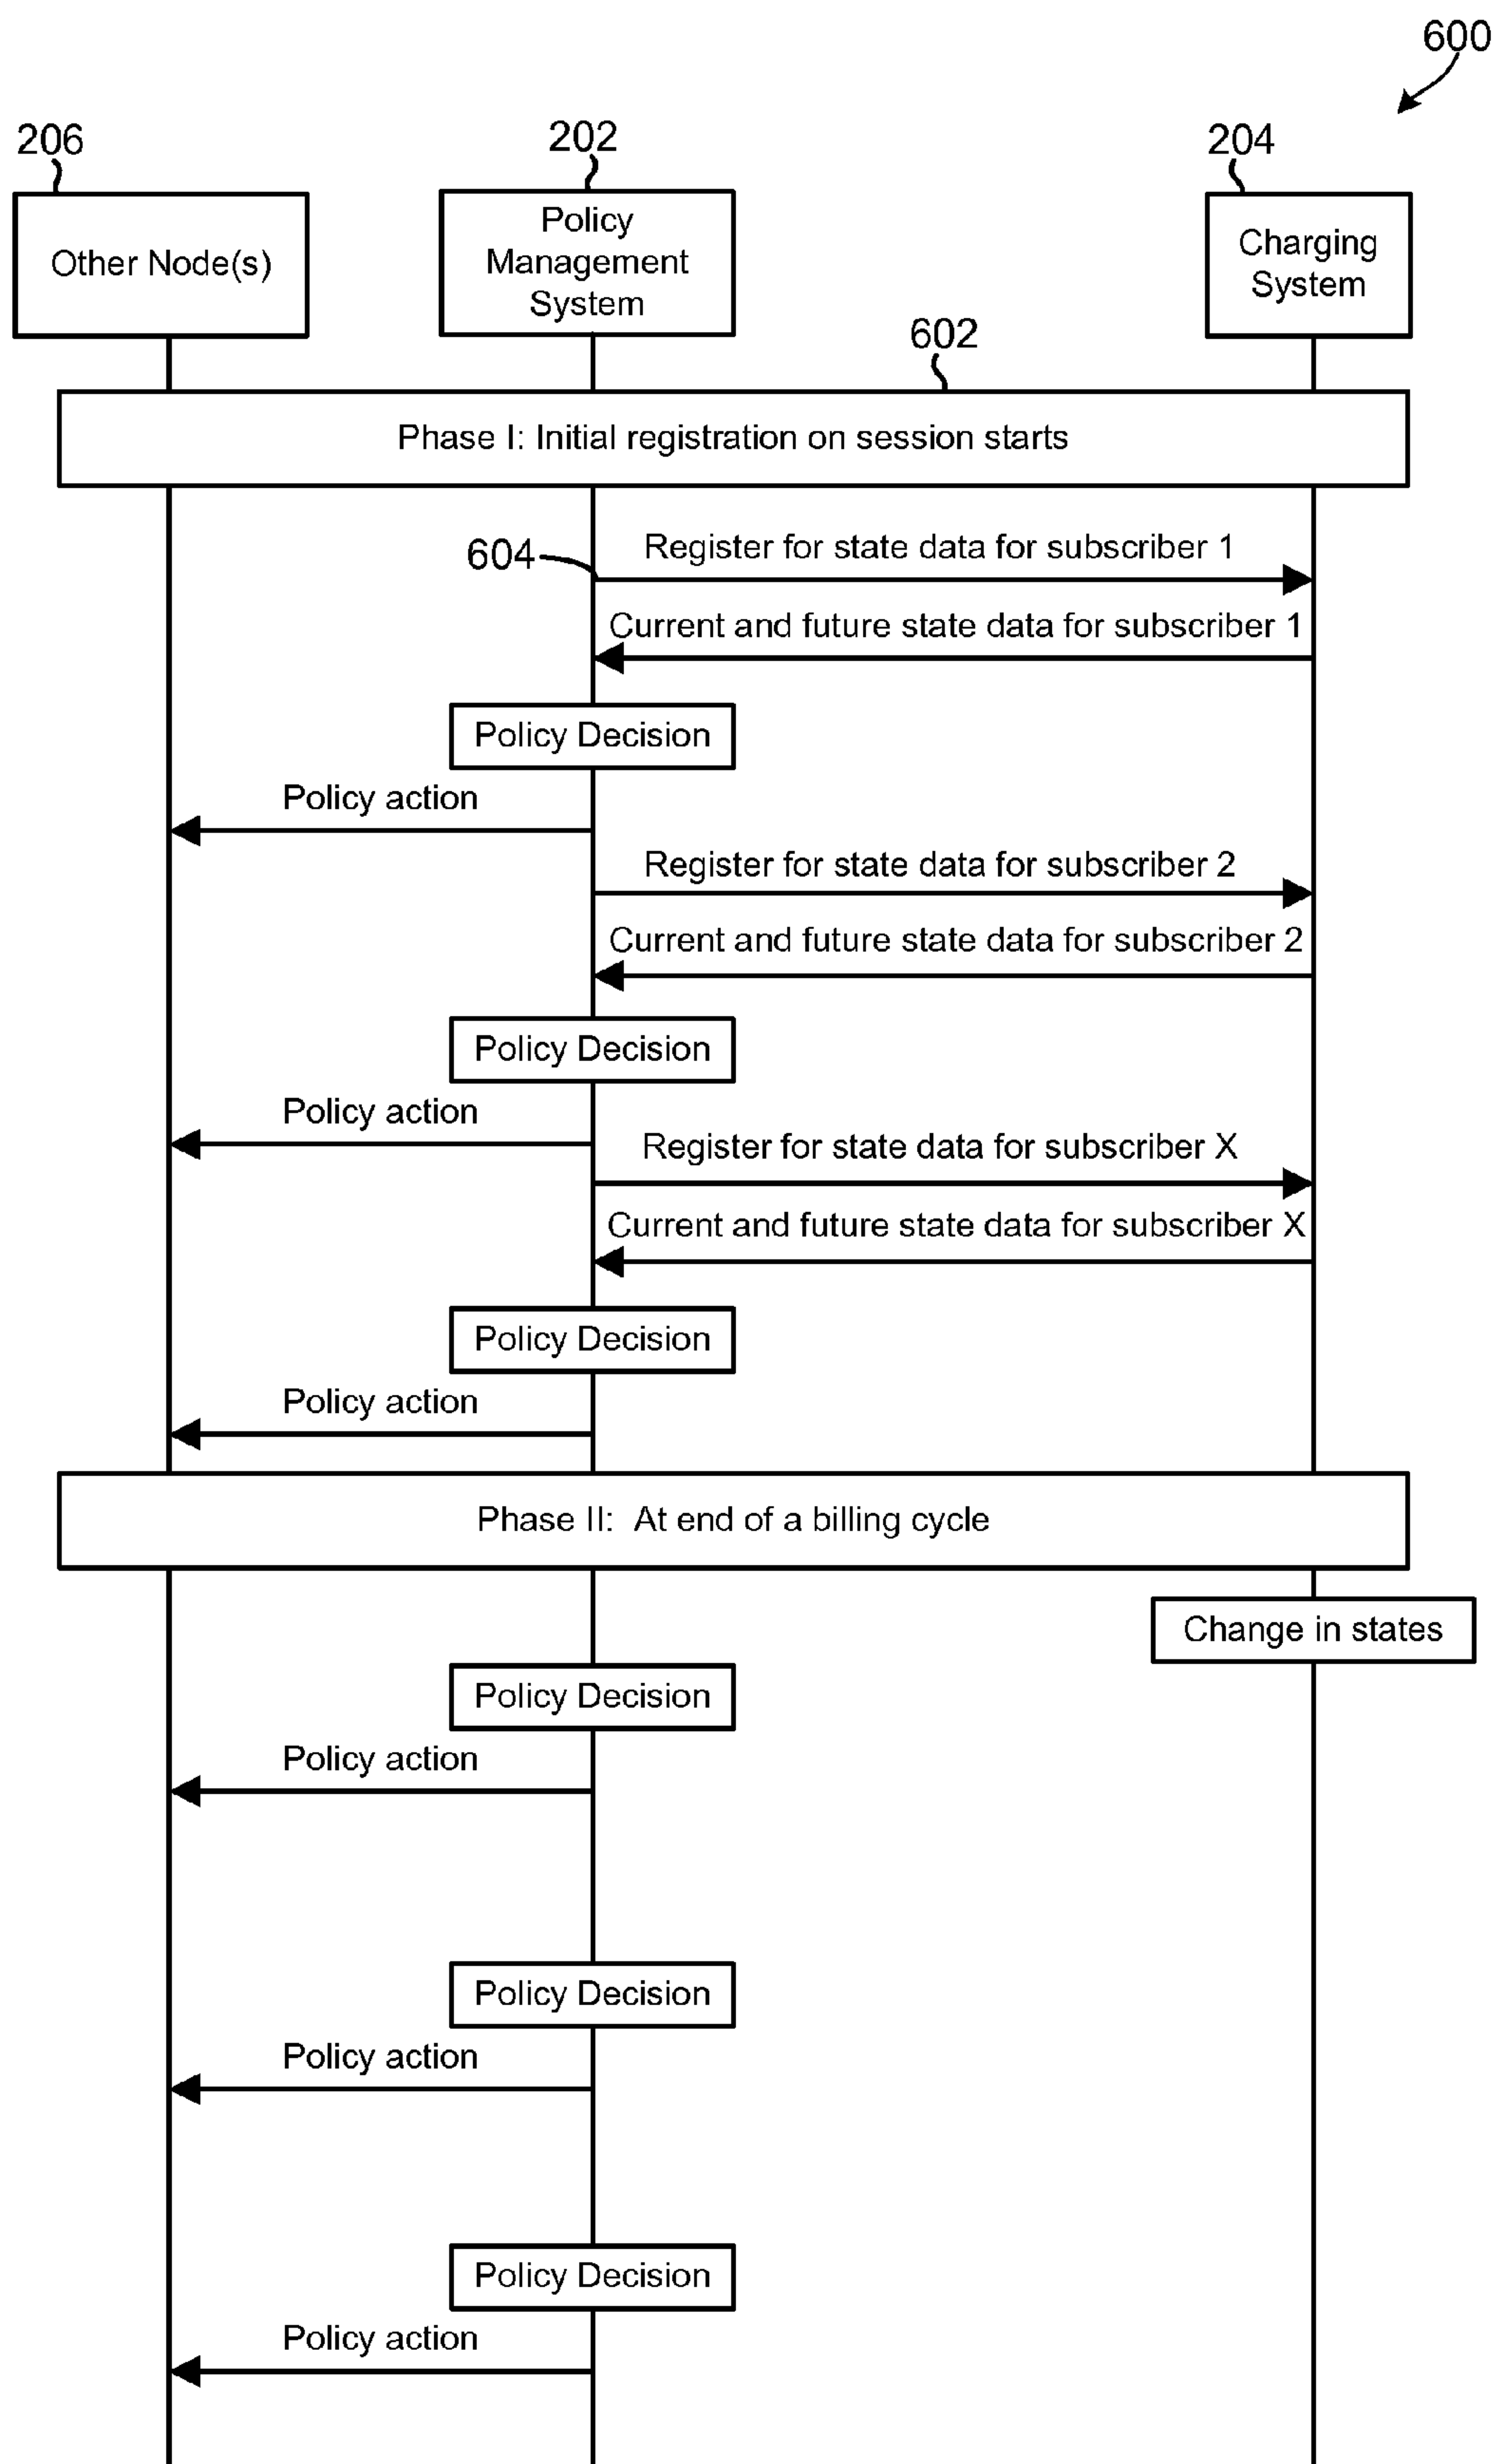 600
206
202
204
Other Node(s)
Policy
Management
System
Charging
System
602
Phase I: Initial registration on session starts
604
Register for state data for subscriber 1
Current and future state data for subscriber 1
Policy Decision
Policy action
Register for state data for subscriber 2
Current and future state data for subscriber 2
Policy Decision
Policy action
Register for state data for subscriber X
Current and future state data for subscriber X
Policy Decision
Policy action
Phase II: At end of a billing cycle
Change in states
Policy Decision
Policy action
Policy Decision
Policy action
Policy Decision
Policy action